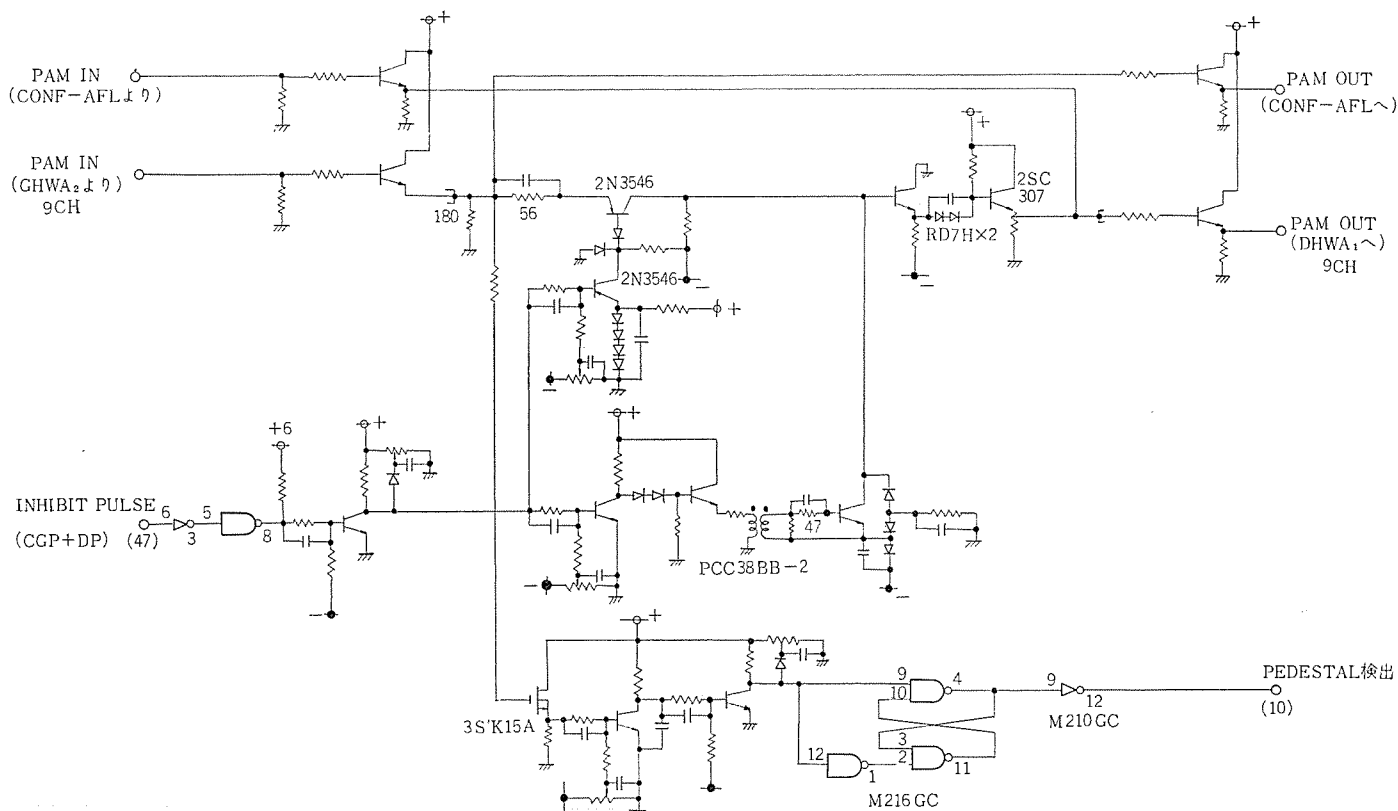 PAM IN
(CONF-AFLより)
PAM IN
(GHWA₂より)
9CH
+
180
56
2N3546
2N3546
+
−
−
+
2SC
307
RD7H×2
−
+
PAM OUT
(CONF-AFLへ)
PAM OUT
(DHWA₁へ)
9CH
INHIBIT PULSE
(CGP+DP)
(47)
6
3
5
8
+6
+
−
+
−
47
PCC38BB-2
−
+
3S'K15A
9
10
4
3
2
11
12
1
M216GC
9
12
M210GC
PEDESTAL検出
(10)